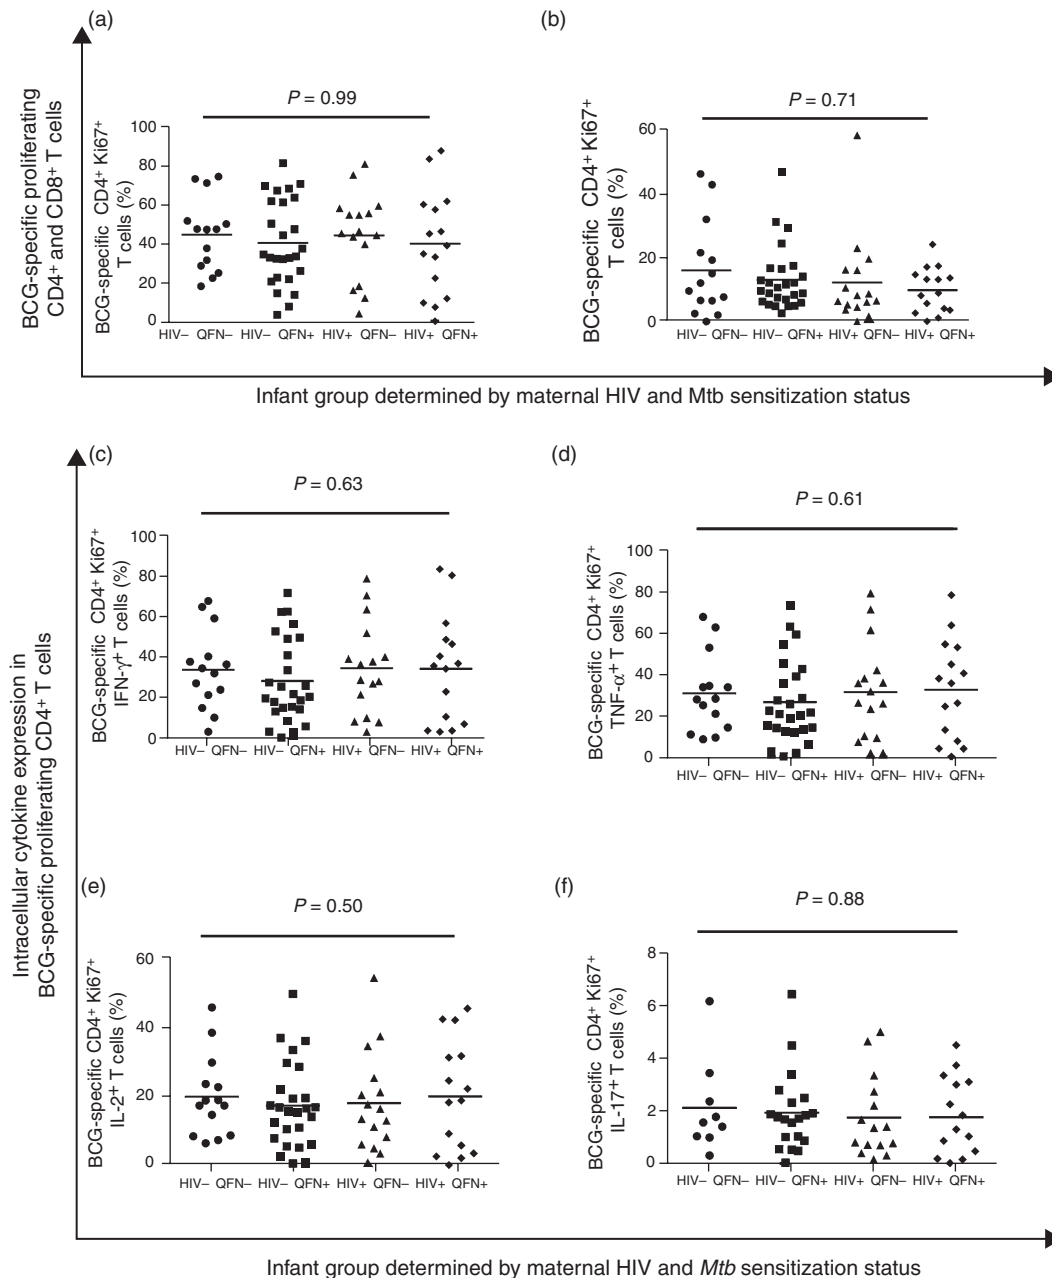 (a)
BCG-specific proliferating
CD4+ and CD8+ T cells
BCG-specific CD4+ Ki67+
T cells (%)
P = 0.99
100
80
60
40
20
0
HIV– QFN– HIV– QFN+ HIV+ QFN– HIV+ QFN+
(b)
BCG-specific CD4+ Ki67+
T cells (%)
P = 0.71
60
40
20
0
HIV– QFN– HIV– QFN+ HIV+ QFN– HIV+ QFN+
Infant group determined by maternal HIV and Mtb sensitization status
Intracellular cytokine expression in
BCG-specific proliferating CD4+ T cells
(c)
BCG-specific CD4+ Ki67+
IFN-γ+ T cells (%)
P = 0.63
100
80
60
40
20
0
HIV– QFN– HIV– QFN+ HIV+ QFN– HIV+ QFN+
(d)
BCG-specific CD4+ Ki67+
TNF-α+ T cells (%)
P = 0.61
100
80
60
40
20
0
HIV– QFN– HIV– QFN+ HIV+ QFN– HIV+ QFN+
(e)
BCG-specific CD4+ Ki67+
IL-2+ T cells (%)
P = 0.50
60
40
20
0
HIV– QFN– HIV– QFN+ HIV+ QFN– HIV+ QFN+
(f)
BCG-specific CD4+ Ki67+
IL-17+ T cells (%)
P = 0.88
8
6
4
2
0
HIV– QFN– HIV– QFN+ HIV+ QFN– HIV+ QFN+
Infant group determined by maternal HIV and Mtb sensitization status